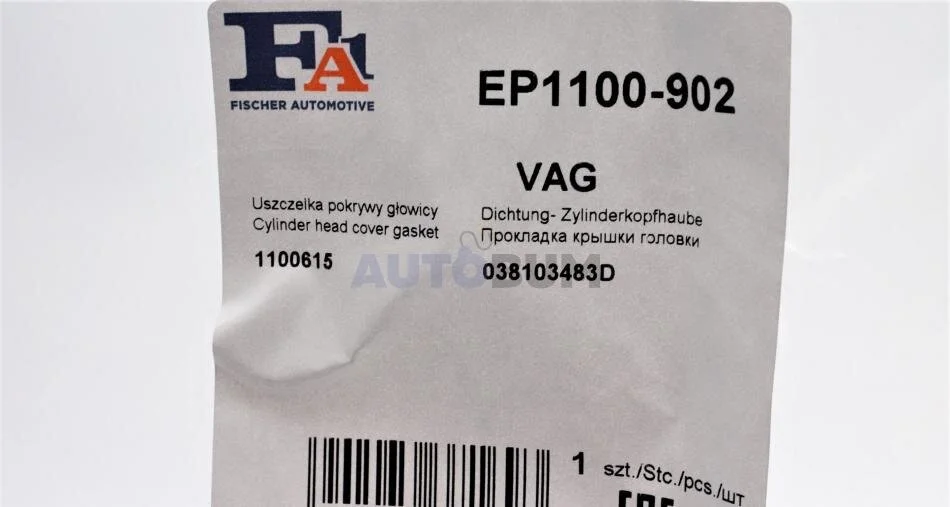 FA1
FISCHER AUTOMOTIVE
EP1100-902
VAG
Uszczelka pokrywy głowicy
Cylinder head cover gasket
1100615
Dichtung- Zylinderkopfhaube
Прокладка крышки головки
038103483D
AUTOBUM
1 szt./Stc./pcs./шт